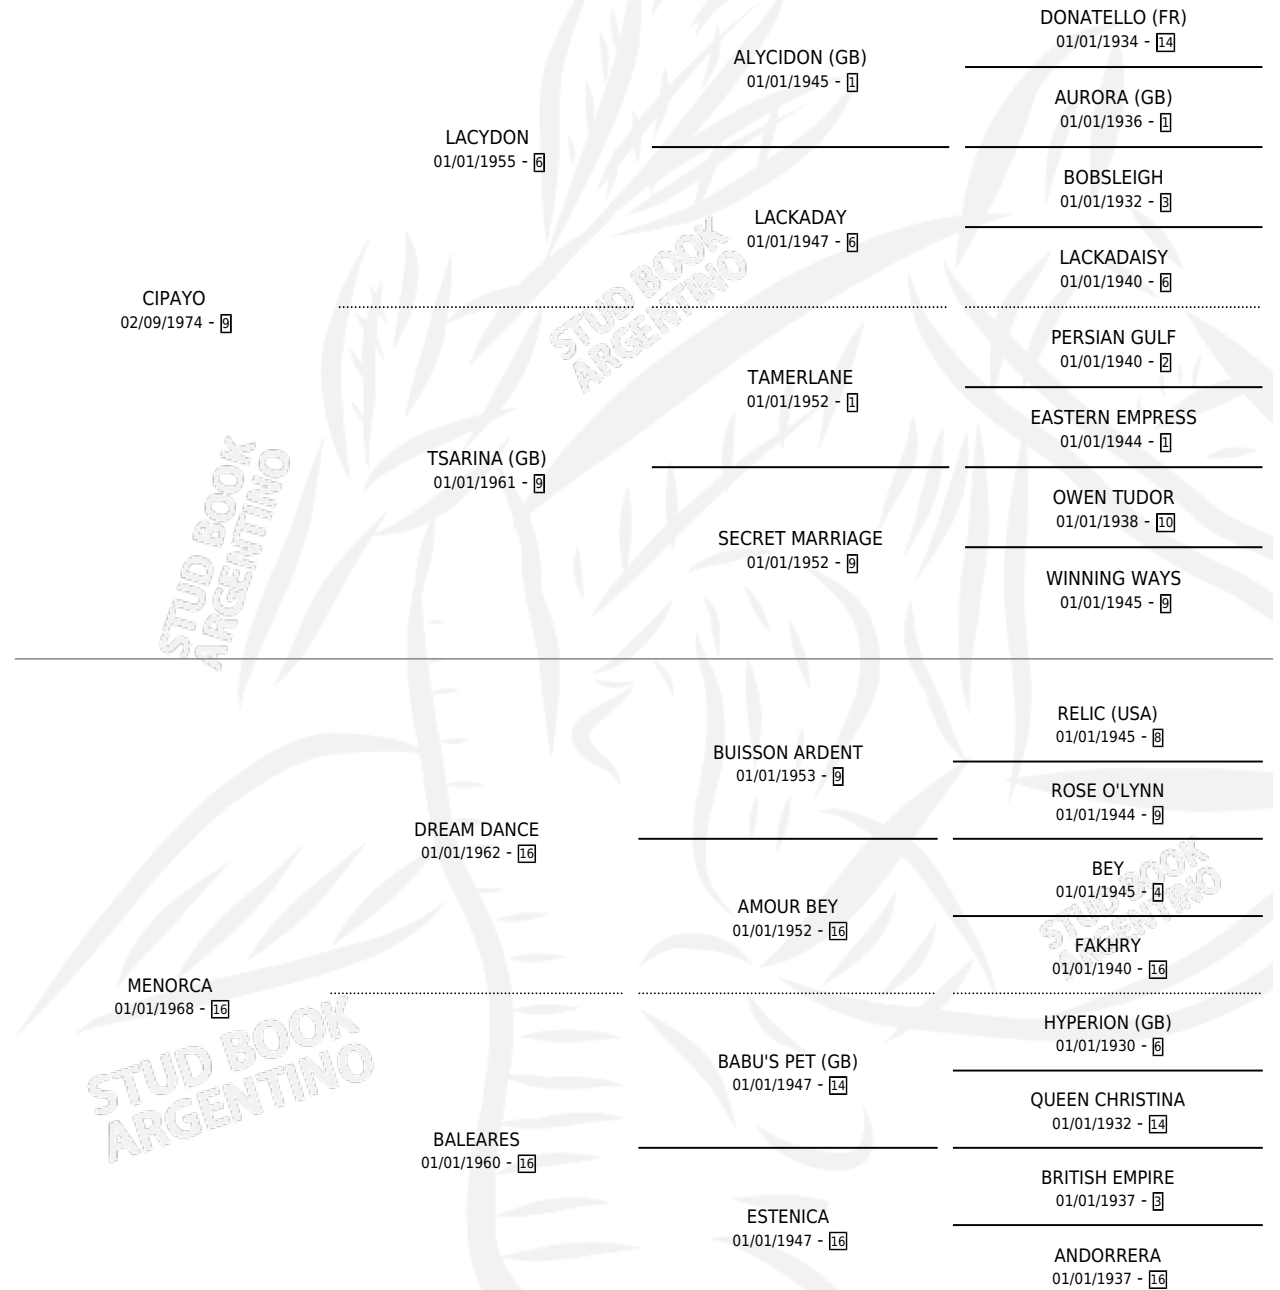 DONATELLO (FR)
01/01/1934 - 14
ALYCIDON (GB)
01/01/1945 - 1
AURORA (GB)
01/01/1936 - 1
LACYDON
01/01/1955 - 6
BOBSLEIGH
01/01/1932 - 3
LACKADAY
01/01/1947 - 6
LACKADAISY
01/01/1940 - 6
CIPAYO
02/09/1974 - 9
STUD BOOK
ARGENTINO
PERSIAN GULF
01/01/1940 - 2
TAMERLANE
01/01/1952 - 1
EASTERN EMPRESS
01/01/1944 - 1
TSARINA (GB)
01/01/1961 - 9
OWEN TUDOR
01/01/1938 - 10
SECRET MARRIAGE
01/01/1952 - 9
WINNING WAYS
01/01/1945 - 9
STUD BOOK
ARGENTINO
RELIC (USA)
01/01/1945 - 8
BUISSON ARDENT
01/01/1953 - 9
ROSE O'LYNN
01/01/1944 - 9
DREAM DANCE
01/01/1962 - 16
BEY
01/01/1945 - 4
AMOUR BEY
01/01/1952 - 16
STUD BOOK
ARGENTINO
FAKHRY
01/01/1940 - 16
MENORCA
01/01/1968 - 16
STUD BOOK
ARGENTINO
HYPERION (GB)
01/01/1930 - 6
BABU'S PET (GB)
01/01/1947 - 14
QUEEN CHRISTINA
01/01/1932 - 14
BALEARES
01/01/1960 - 16
BRITISH EMPIRE
01/01/1937 - 3
ESTENICA
01/01/1947 - 16
ANDORRERA
01/01/1937 - 16